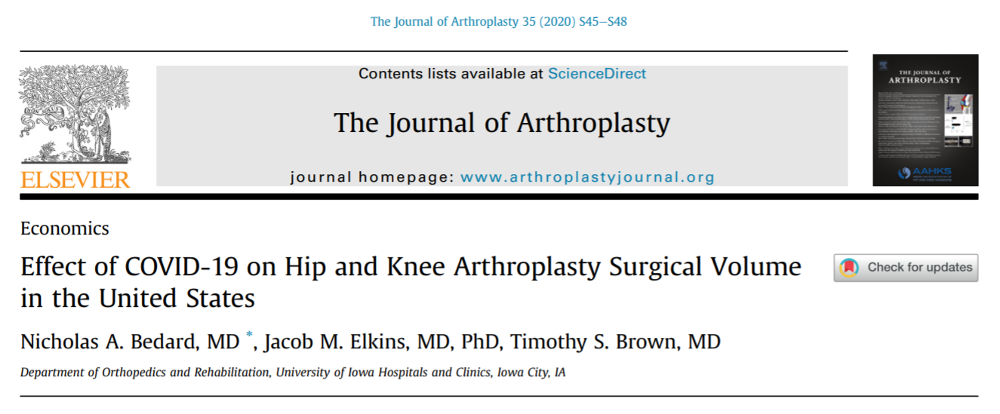 The Journal of Arthroplasty 35 (2020) S45–S48
Contents lists available at ScienceDirect
The Journal of Arthroplasty
journal homepage: www.arthroplastyjournal.org
NON SOLUS
ELSEVIER
THE JOURNAL OF
ARTHROPLASTY
AAHKS
Economics
Effect of COVID-19 on Hip and Knee Arthroplasty Surgical Volume
in the United States
Check for updates
Nicholas A. Bedard, MD *, Jacob M. Elkins, MD, PhD, Timothy S. Brown, MD
Department of Orthopedics and Rehabilitation, University of Iowa Hospitals and Clinics, Iowa City, IA